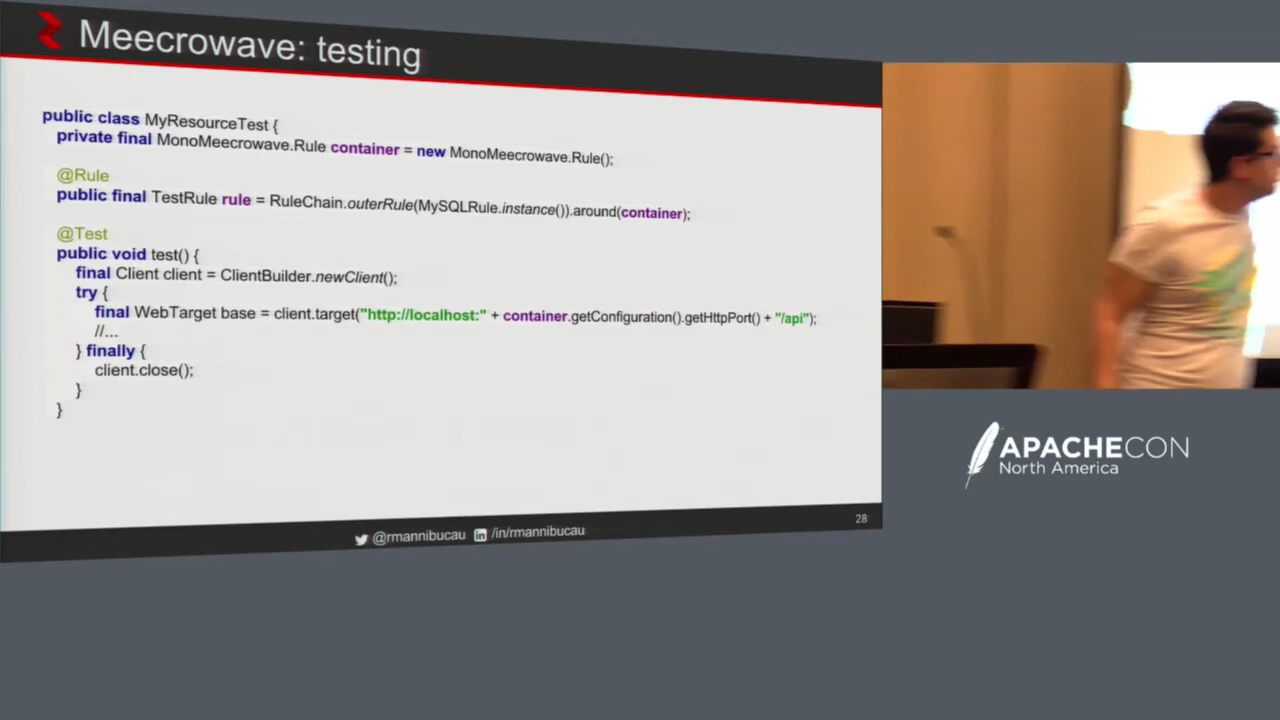 Meecrowave: testing
public class MyResourceTest {
private final MonoMeecrowave.Rule container = new MonoMeecrowave.Rule();
@Rule
public final TestRule rule = RuleChain.outerRule(MySQLRule.instance()).around(container);
@Test
public void test() {
final Client client = ClientBuilder.newClient();
try {
final WebTarget base = client.target("http://localhost:" + container.getConfiguration().getHttpPort() + "/api");
//...
} finally {
client.close();
}
}
@rmannibucau in /in/rmannibucau
28
APACHECON
North America